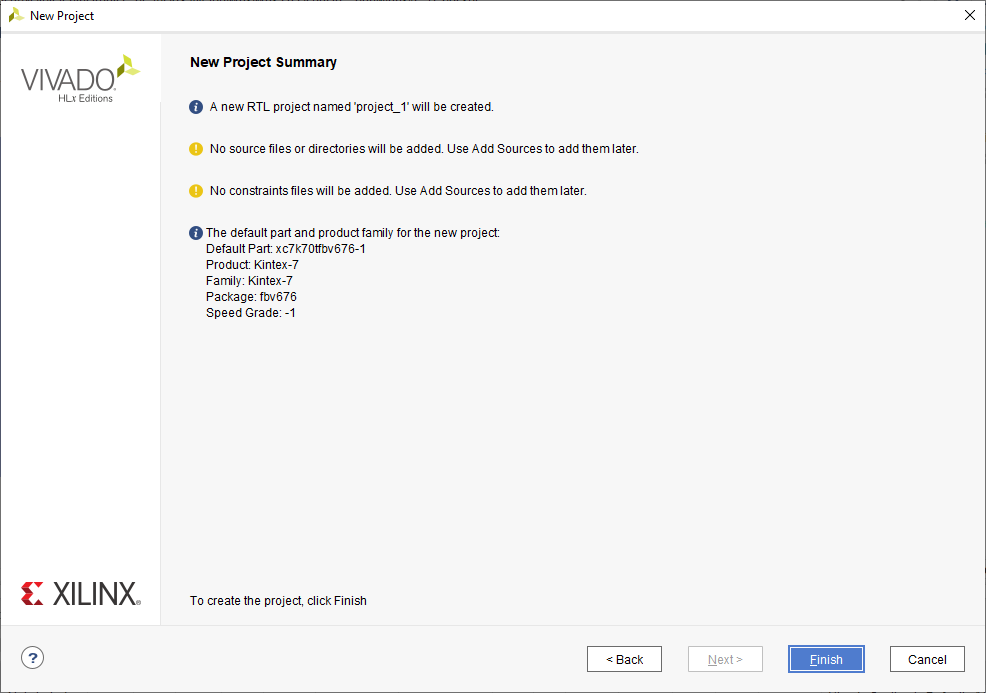 New Project
VIVADO
HLx Editions
New Project Summary
A new RTL project named 'project_1' will be created.
No source files or directories will be added. Use Add Sources to add them later.
No constraints files will be added. Use Add Sources to add them later.
The default part and product family for the new project:
Default Part: xc7k70tfbv676-1
Product: Kintex-7
Family: Kintex-7
Package: fbv676
Speed Grade: -1
XILINX
To create the project, click Finish
?
< Back
Next >
Finish
Cancel